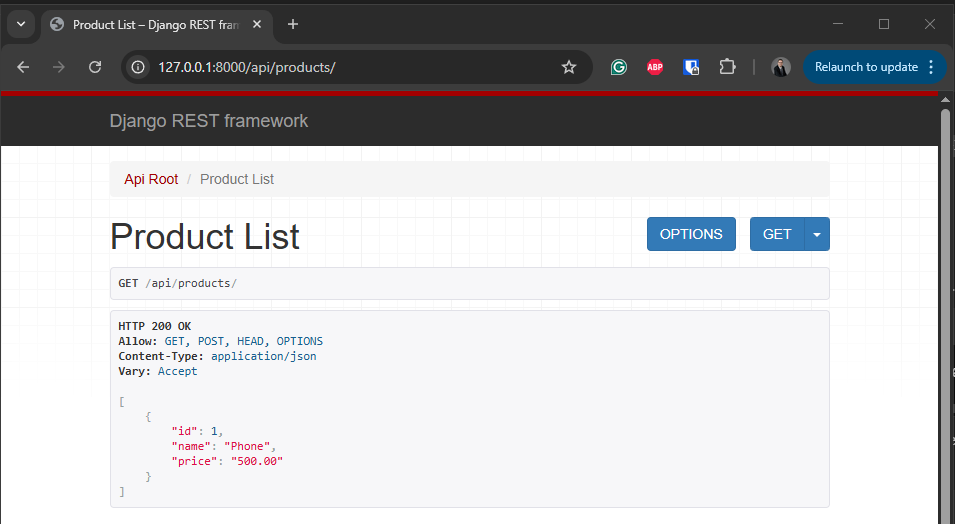 Product List – Django REST fran
127.0.0.1:8000/api/products/
ABP
Relaunch to update
Django REST framework
Api Root / Product List
Product List
OPTIONS
GET
GET /api/products/
HTTP 200 OK
Allow: GET, POST, HEAD, OPTIONS
Content-Type: application/json
Vary: Accept
[
    {
        "id": 1,
        "name": "Phone",
        "price": "500.00"
    }
]